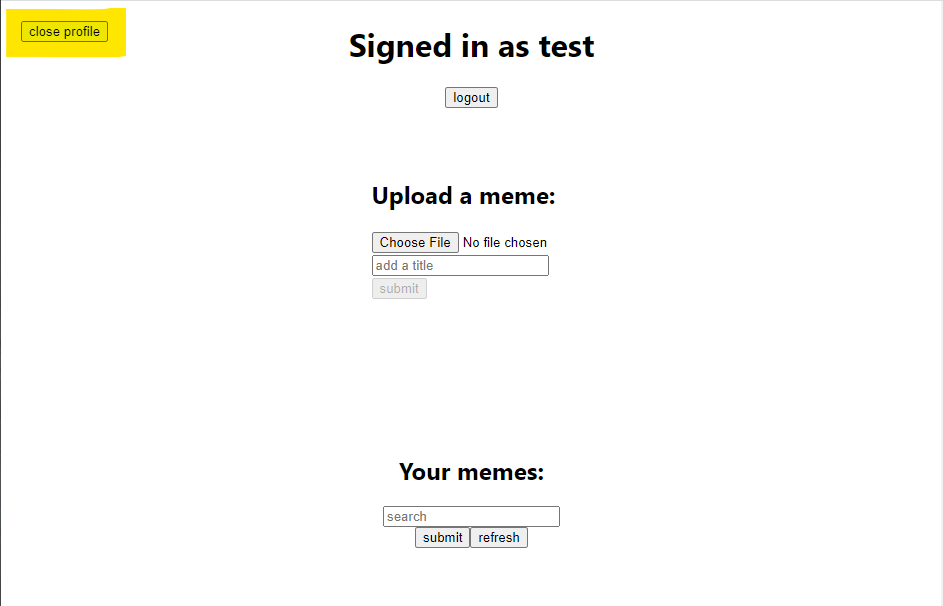 close profile
Signed in as test
logout
Upload a meme:
Choose File No file chosen
add a title
submit
Your memes:
search
submit refresh